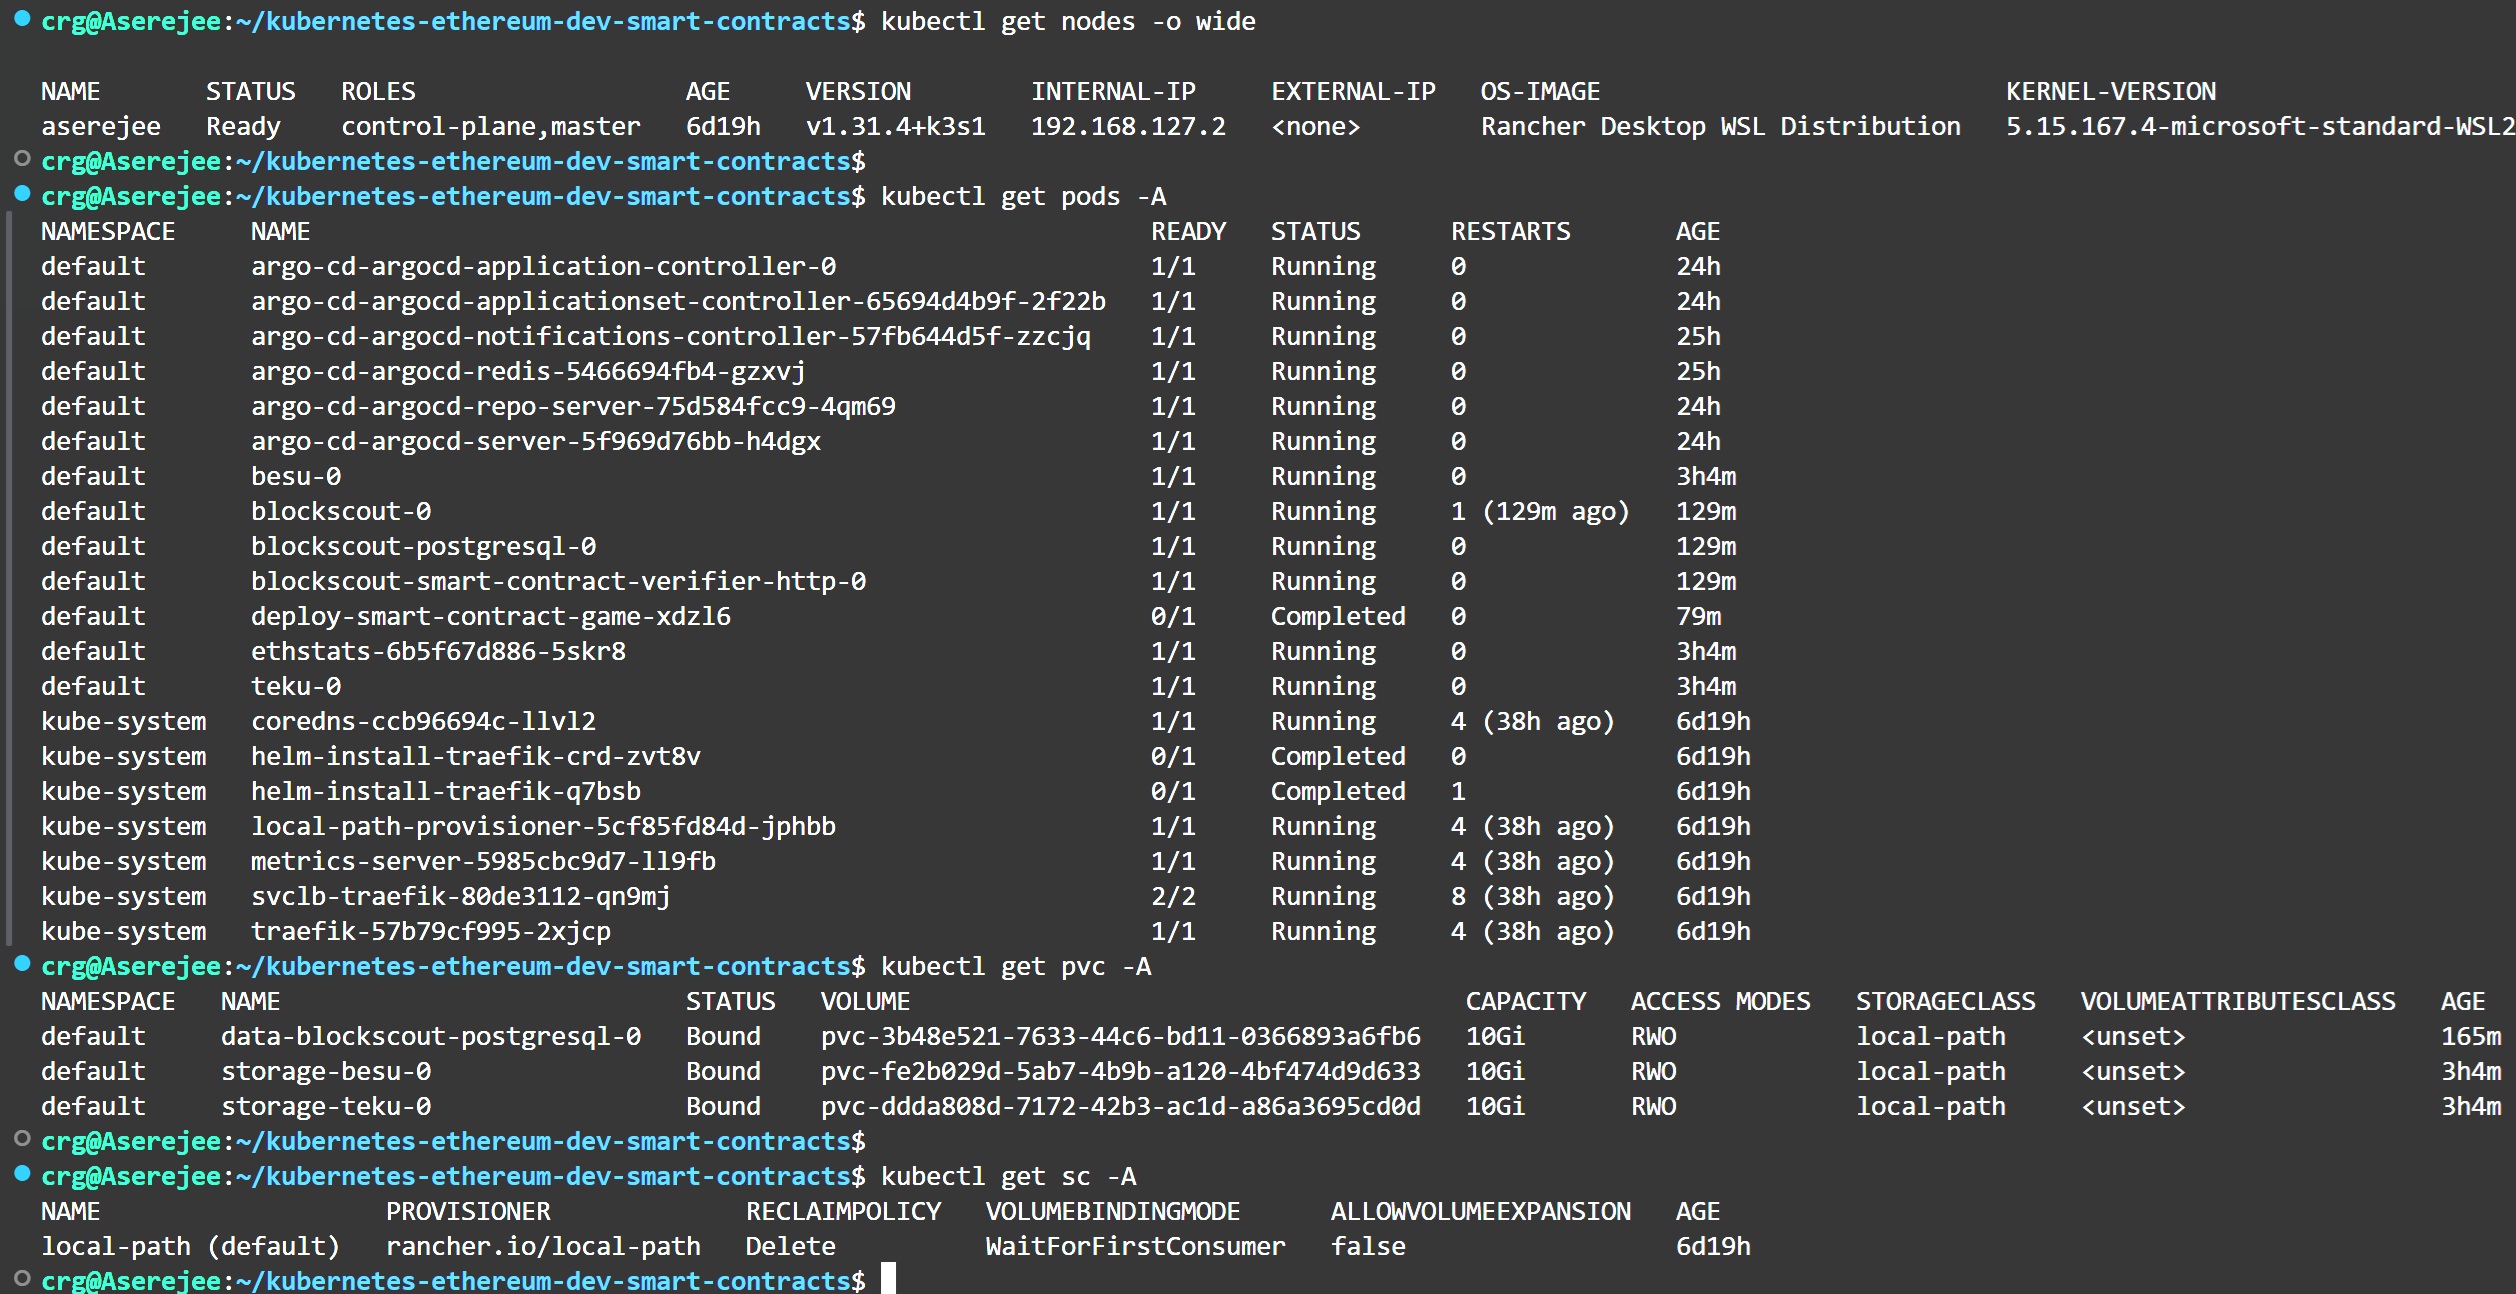 crg@Aserejee:~/kubernetes-ethereum-dev-smart-contracts$ kubectl get nodes -o wide
NAME       STATUS   ROLES                  AGE     VERSION        INTERNAL-IP     EXTERNAL-IP   OS-IMAGE                           KERNEL-VERSION
aserejee   Ready    control-plane,master   6d19h   v1.31.4+k3s1   192.168.127.2   <none>        Rancher Desktop WSL Distribution   5.15.167.4-microsoft-standard-WSL2
crg@Aserejee:~/kubernetes-ethereum-dev-smart-contracts$
crg@Aserejee:~/kubernetes-ethereum-dev-smart-contracts$ kubectl get pods -A
NAMESPACE     NAME                                                        READY   STATUS      RESTARTS       AGE
default       argo-cd-argocd-application-controller-0                     1/1     Running     0              24h
default       argo-cd-argocd-applicationset-controller-65694d4b9f-2f22b   1/1     Running     0              24h
default       argo-cd-argocd-notifications-controller-57fb644d5f-zzcjq    1/1     Running     0              25h
default       argo-cd-argocd-redis-5466694fb4-gzxvj                       1/1     Running     0              25h
default       argo-cd-argocd-repo-server-75d584fcc9-4qm69                 1/1     Running     0              24h
default       argo-cd-argocd-server-5f969d76bb-h4dgx                      1/1     Running     0              24h
default       besu-0                                                      1/1     Running     0              3h4m
default       blockscout-0                                                1/1     Running     1 (129m ago)   129m
default       blockscout-postgresql-0                                     1/1     Running     0              129m
default       blockscout-smart-contract-verifier-http-0                   1/1     Running     0              129m
default       deploy-smart-contract-game-xdzl6                            0/1     Completed   0              79m
default       ethstats-6b5f67d886-5skr8                                   1/1     Running     0              3h4m
default       teku-0                                                      1/1     Running     0              3h4m
kube-system   coredns-ccb96694c-llvl2                                     1/1     Running     4 (38h ago)    6d19h
kube-system   helm-install-traefik-crd-zvt8v                              0/1     Completed   0              6d19h
kube-system   helm-install-traefik-q7bsb                                  0/1     Completed   1              6d19h
kube-system   local-path-provisioner-5cf85fd84d-jphbb                     1/1     Running     4 (38h ago)    6d19h
kube-system   metrics-server-5985cbc9d7-ll9fb                             1/1     Running     4 (38h ago)    6d19h
kube-system   svclb-traefik-80de3112-qn9mj                                2/2     Running     8 (38h ago)    6d19h
kube-system   traefik-57b79cf995-2xjcp                                    1/1     Running     4 (38h ago)    6d19h
crg@Aserejee:~/kubernetes-ethereum-dev-smart-contracts$ kubectl get pvc -A
NAMESPACE   NAME                           STATUS   VOLUME                                     CAPACITY   ACCESS MODES   STORAGECLASS   VOLUMEATTRIBUTESCLASS   AGE
default     data-blockscout-postgresql-0   Bound    pvc-3b48e521-7633-44c6-bd11-0366893a6fb6   10Gi       RWO            local-path     <unset>                 165m
default     storage-besu-0                 Bound    pvc-fe2b029d-5ab7-4b9b-a120-4bf474d9d633   10Gi       RWO            local-path     <unset>                 3h4m
default     storage-teku-0                 Bound    pvc-ddda808d-7172-42b3-ac1d-a86a3695cd0d   10Gi       RWO            local-path     <unset>                 3h4m
crg@Aserejee:~/kubernetes-ethereum-dev-smart-contracts$
crg@Aserejee:~/kubernetes-ethereum-dev-smart-contracts$ kubectl get sc -A
NAME                   PROVISIONER             RECLAIMPOLICY   VOLUMEBINDINGMODE      ALLOWVOLUMEEXPANSION   AGE
local-path (default)   rancher.io/local-path   Delete          WaitForFirstConsumer   false                  6d19h
crg@Aserejee:~/kubernetes-ethereum-dev-smart-contracts$